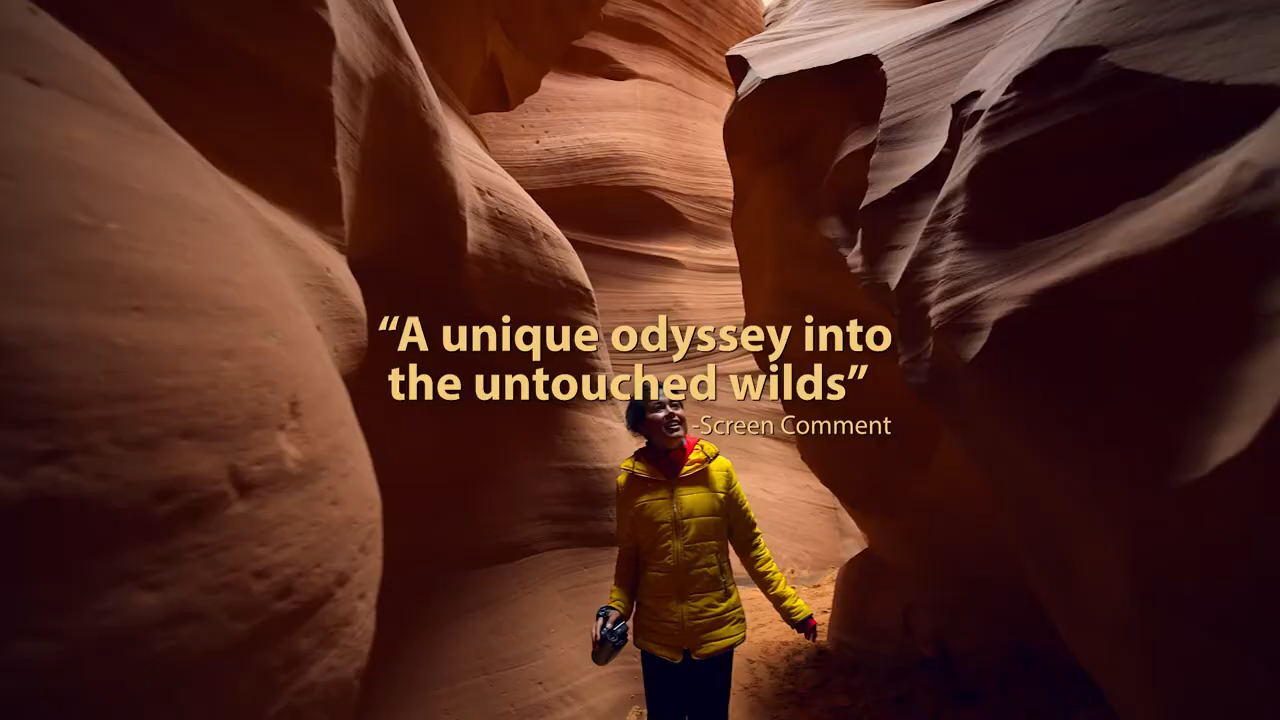 “A unique odyssey into
the untouched wilds”
-Screen Comment